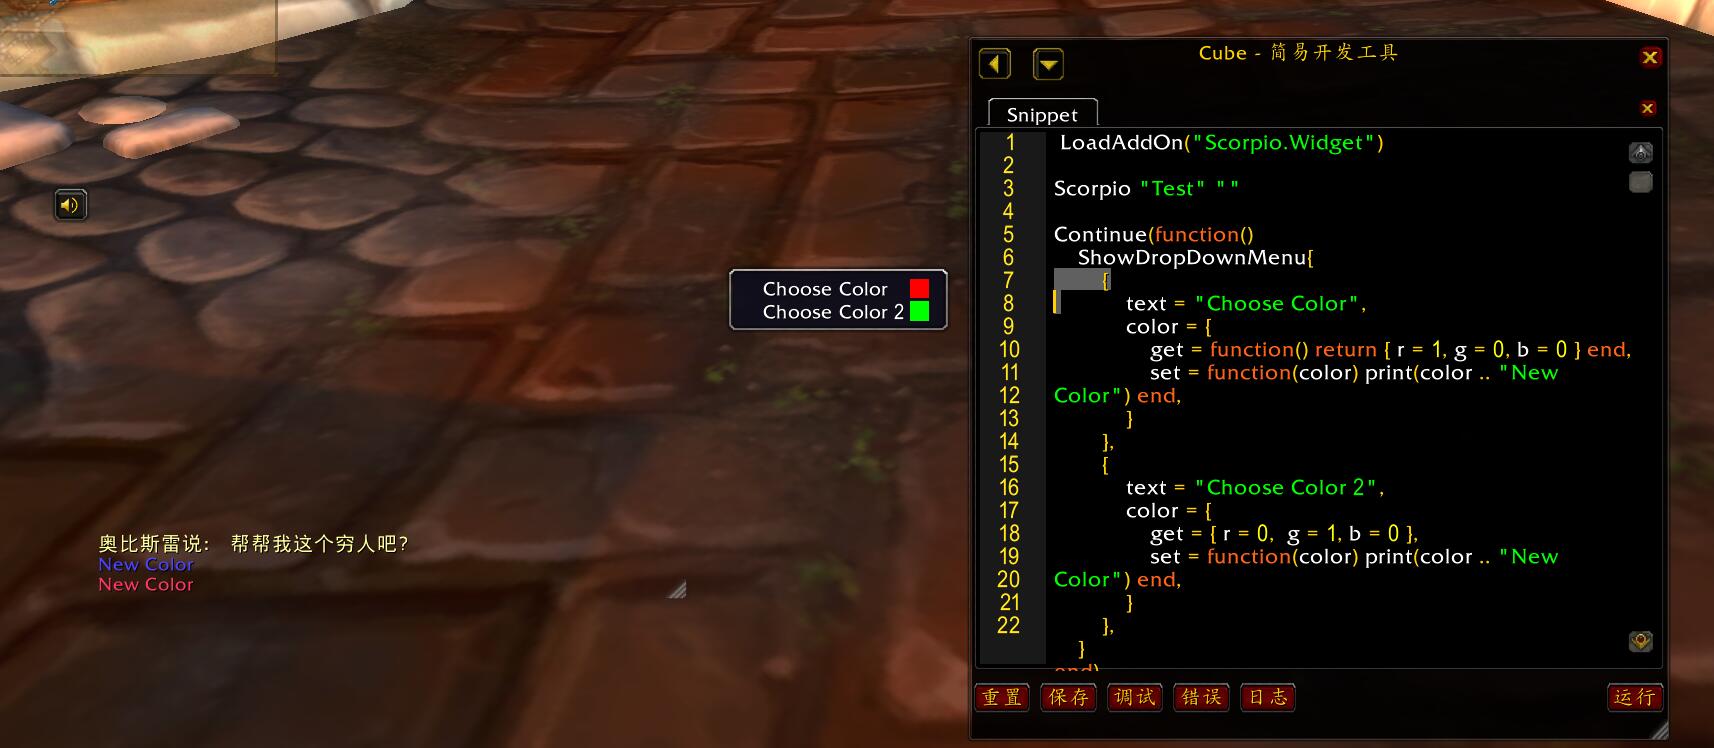 Cube - 简易开发工具
Snippet
1 LoadAddOn("Scorpio.Widget")
2
3 Scorpio "Test" ""
4
5 Continue(function()
6 ShowDropDownMenu{
7 {
8 text = "Choose Color",
9 color = {
10 get = function() return { r = 1, g = 0, b = 0 } end,
11 set = function(color) print(color .. "New
12 Color") end,
13 }
14 },
15 {
16 text = "Choose Color 2",
17 color = {
18 get = { r = 0, g = 1, b = 0 },
19 set = function(color) print(color .. "New
20 Color") end,
21 }
22 },
}
end)
重置 保存 调试 错误 日志 运行
Choose Color
Choose Color 2
奥比斯雷说： 帮帮我这个穷人吧?
New Color
New Color